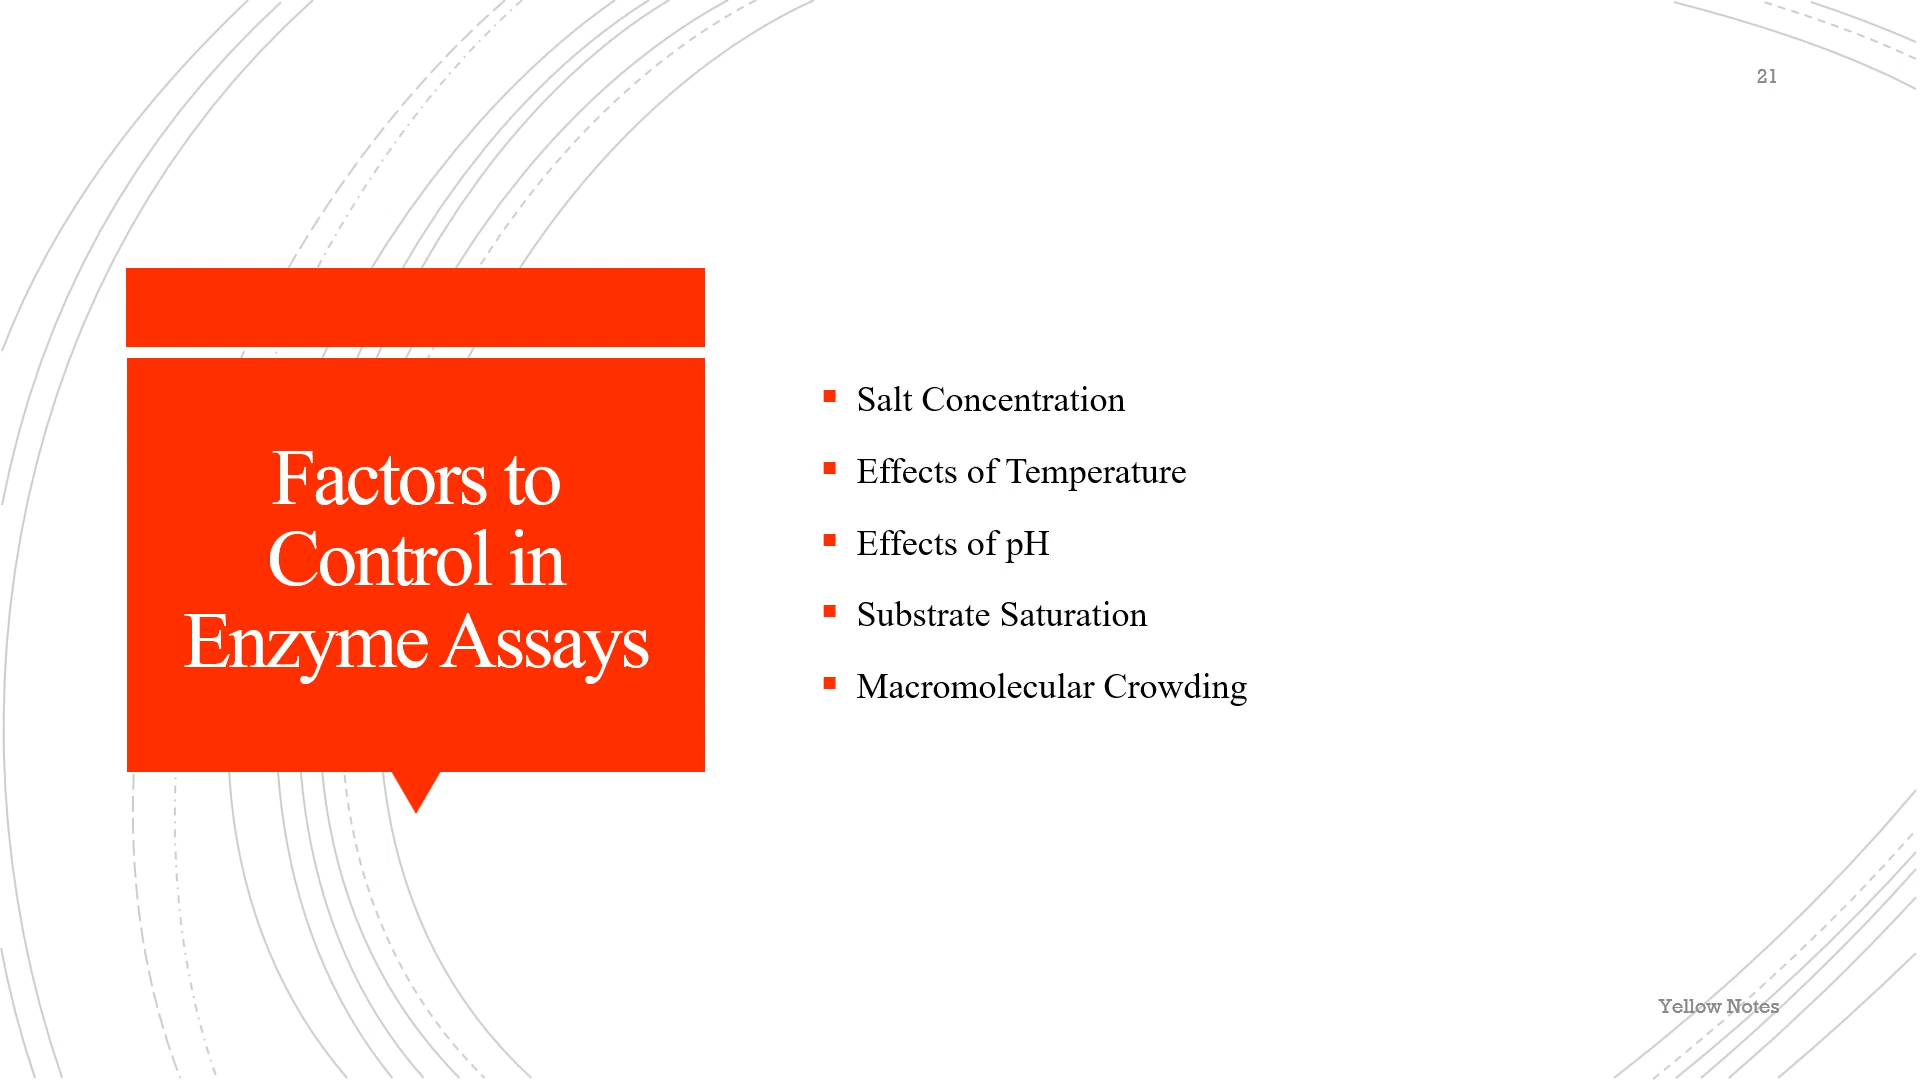 21
Factors to
Control in
Enzyme Assays
Salt Concentration
Effects of Temperature
Effects of pH
Substrate Saturation
Macromolecular Crowding
Yellow Notes